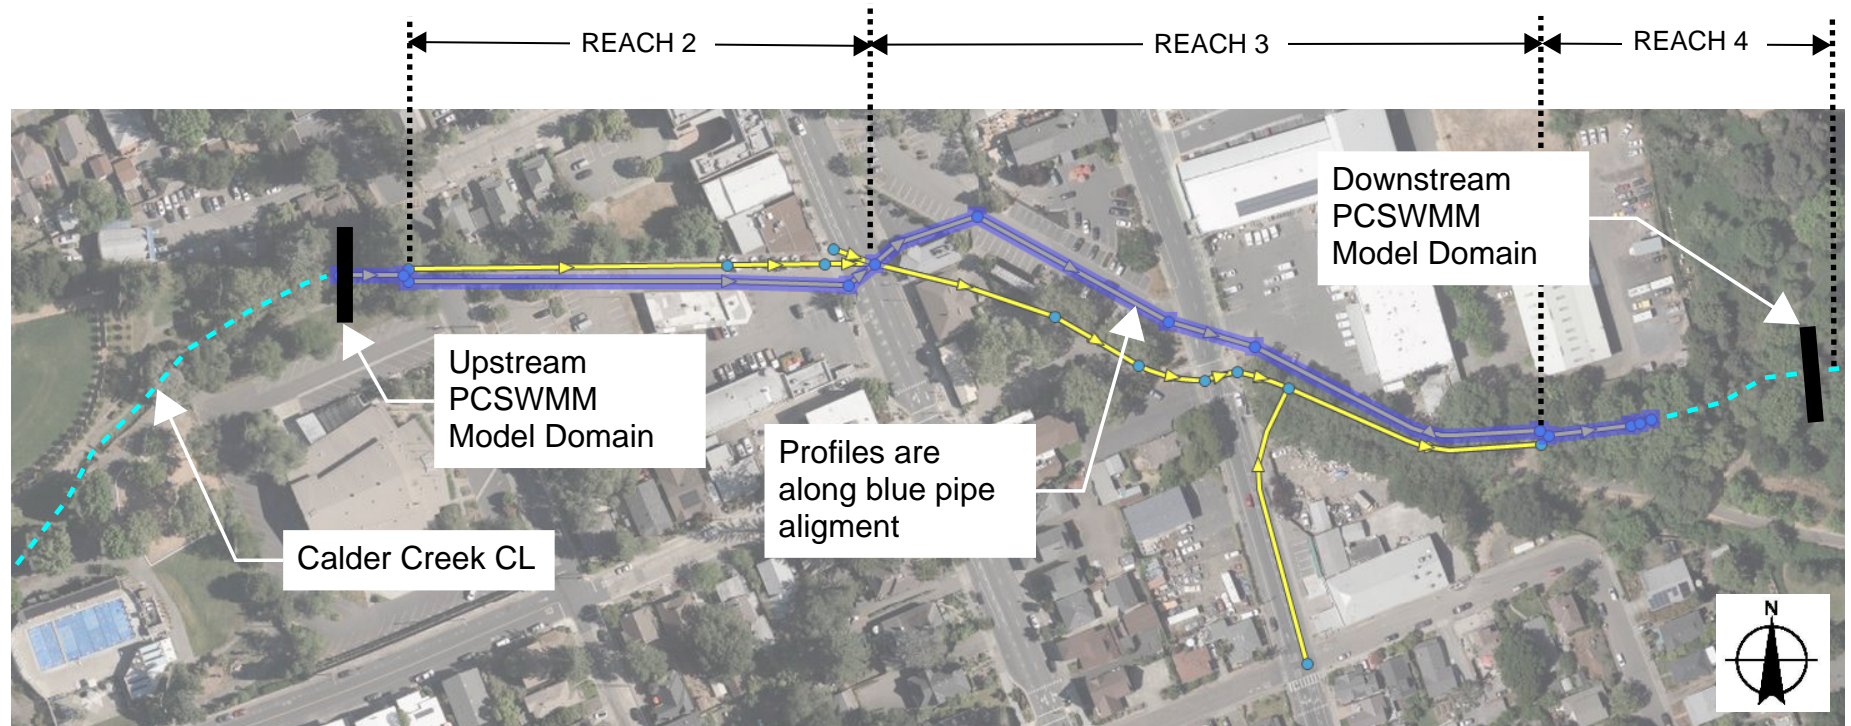 REACH 2
REACH 3
REACH 4
Downstream
PCSWMM
Model Domain
Upstream
PCSWMM
Model Domain
Profiles are
along blue pipe
aligment
Calder Creek CL
N